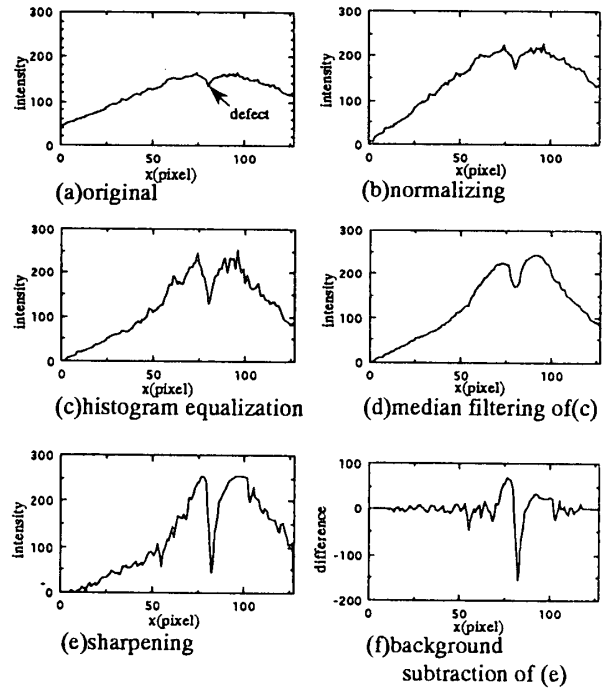 300
200
100
0
intensity
defect
0
50
100
x(pixel)
(a)original
300
200
100
0
intensity
0
50
100
x(pixel)
(b)normalizing
300
200
100
0
intensity
0
50
100
x(pixel)
(c)histogram equalization
300
200
100
0
intensity
0
50
100
x(pixel)
(d)median filtering of(c)
300
200
100
0
intensity
0
50
100
x(pixel)
(e)sharpening
100
0
-100
-200
difference
0
50
100
x(pixel)
(f)background
subtraction of (e)